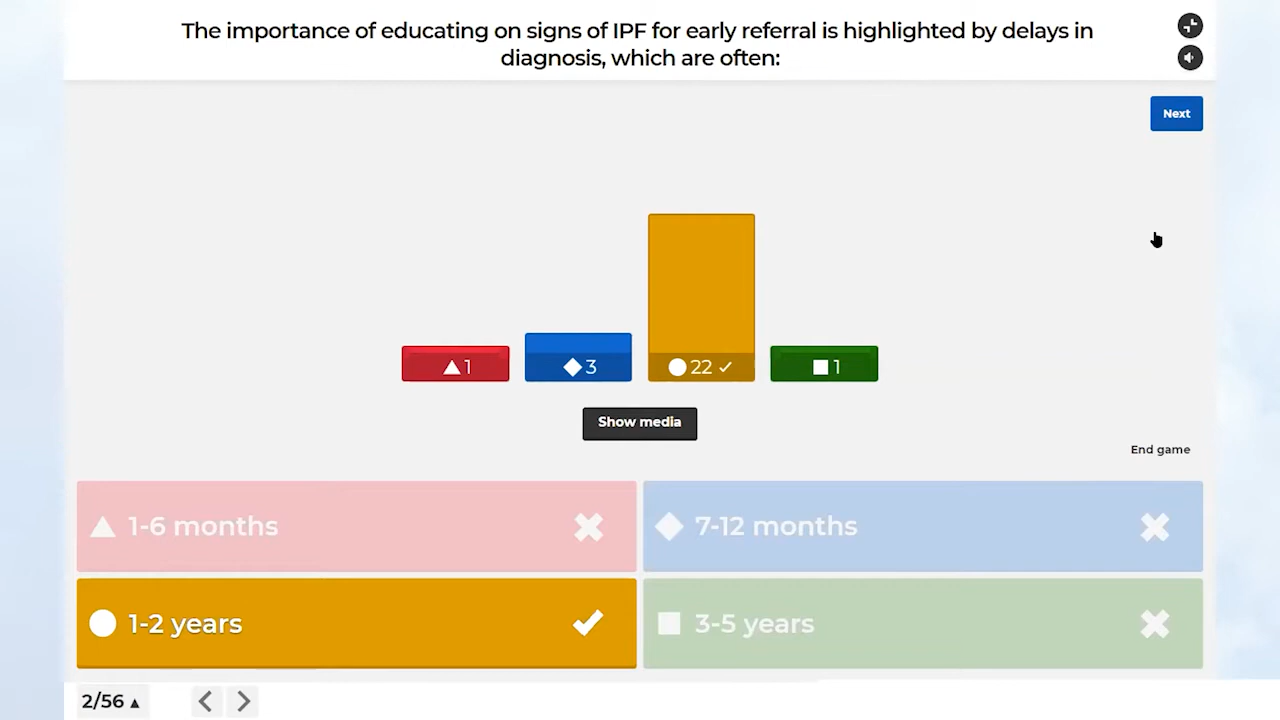 The importance of educating on signs of IPF for early referral is highlighted by delays in
diagnosis, which are often:
Next
1
3
22
1
Show media
End game
1-6 months
7-12 months
1-2 years
3-5 years
2/56